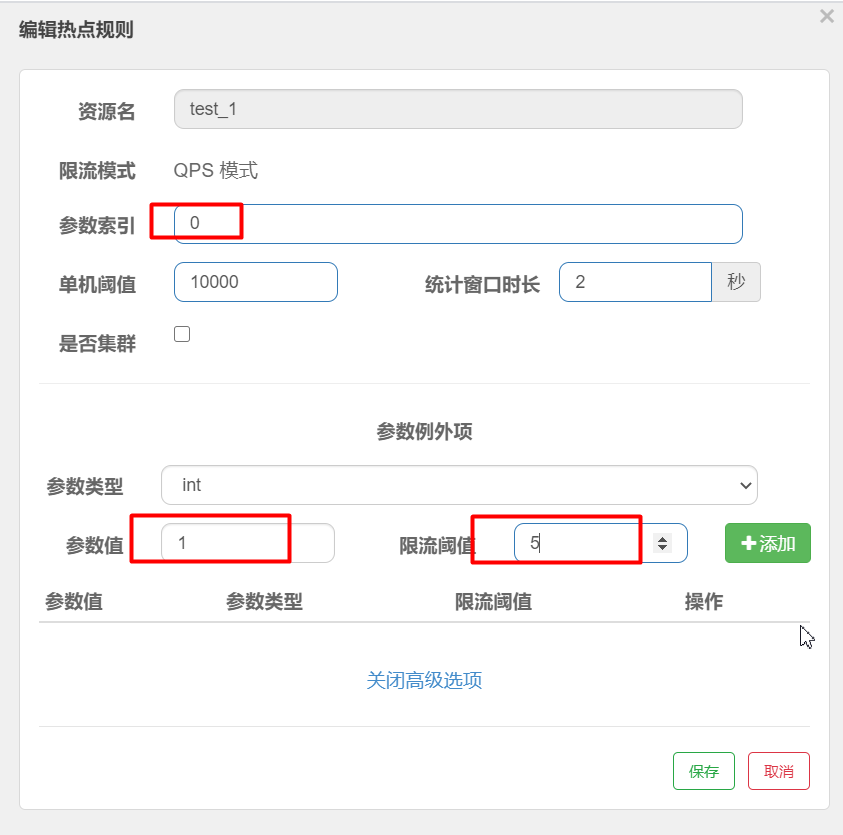 编辑热点规则 ×
资源名 test_1
限流模式 QPS 模式
参数索引 0
单机阈值 10000 统计窗口时长 2 秒
是否集群
参数例外项
参数类型 int
参数值 1 限流阈值 5 +添加
参数值 参数类型 限流阈值 操作
关闭高级选项
保存 取消